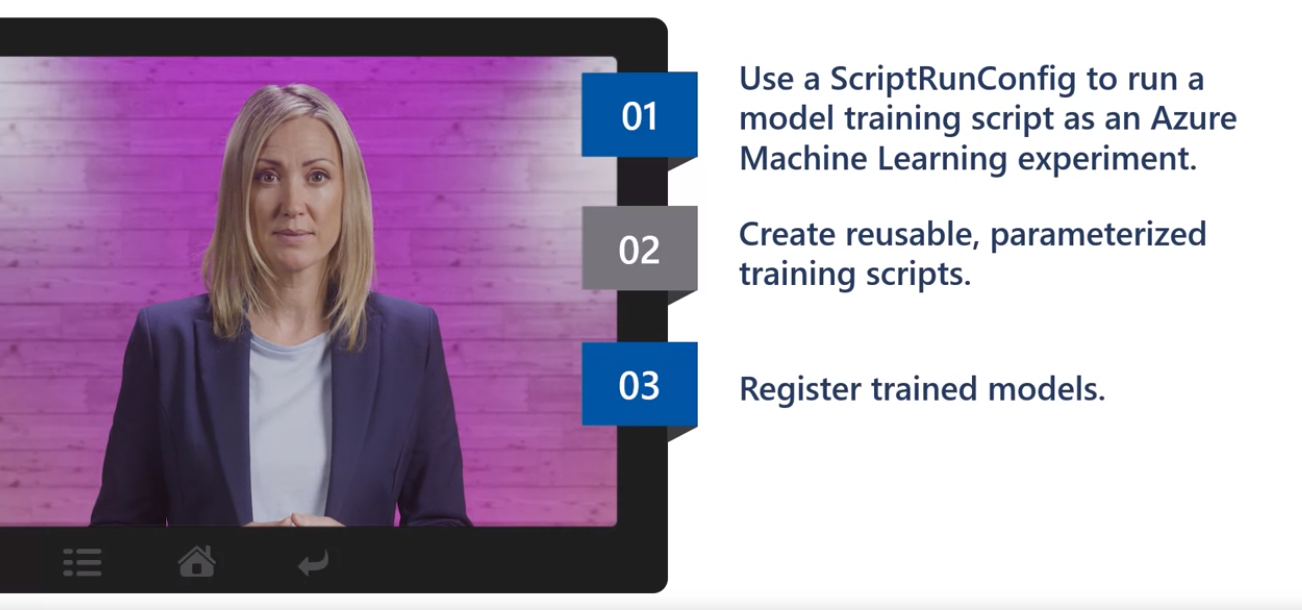 01
Use a ScriptRunConfig to run a
model training script as an Azure
Machine Learning experiment.
02
Create reusable, parameterized
training scripts.
03
Register trained models.